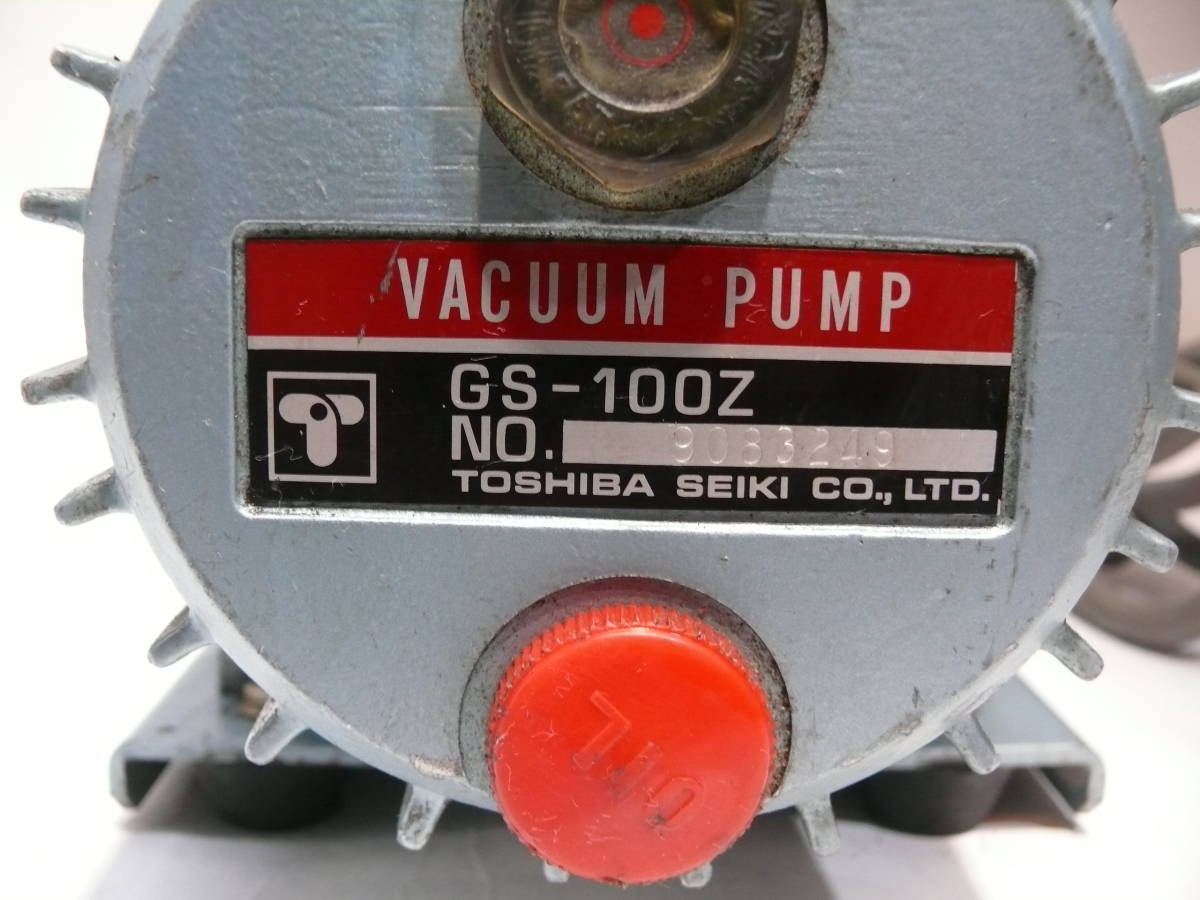 VACUUM PUMP
GS-100Z
NO. 9083249
TOSHIBA SEIKI CO., LTD.
OIL